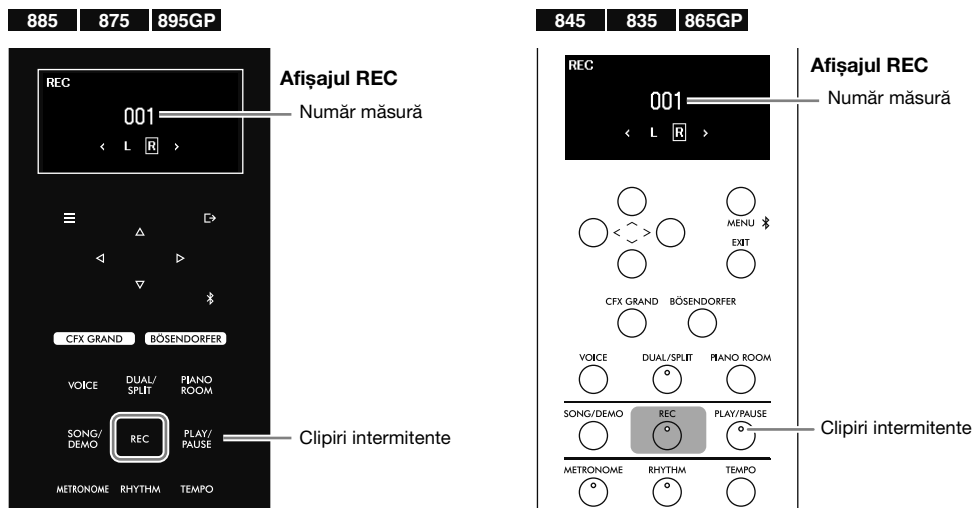 885 875 895GP
REC
001
< L R >
Afișajul REC
Număr măsură
CFX GRAND BÖSENDORFER
VOICE DUAL/SPLIT PIANO ROOM
SONG/DEMO REC PLAY/PAUSE
Clipiri intermitente
METRONOME RHYTHM TEMPO
845 835 865GP
REC
001
< L R >
Afișajul REC
Număr măsură
MENU
EXIT
CFX GRAND BÖSENDORFER
VOICE DUAL/SPLIT PIANO ROOM
SONG/DEMO REC PLAY/PAUSE
Clipiri intermitente
METRONOME RHYTHM TEMPO